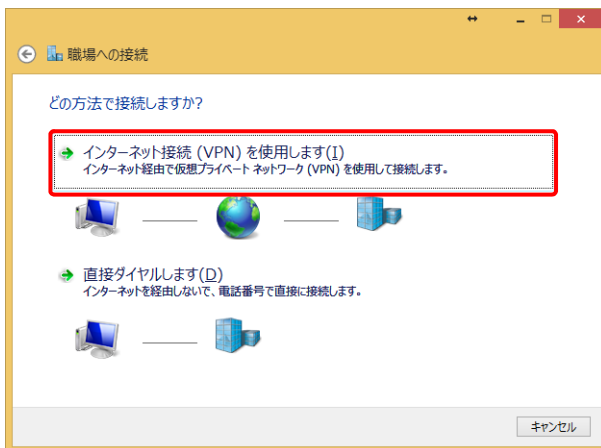 職場への接続
どの方法で接続しますか?
インターネット接続 (VPN) を使用します(I)
インターネット経由で仮想プライベート ネットワーク (VPN) を使用して接続します。
直接ダイヤルします(D)
インターネットを経由しないで、電話番号で直接に接続します。
キャンセル